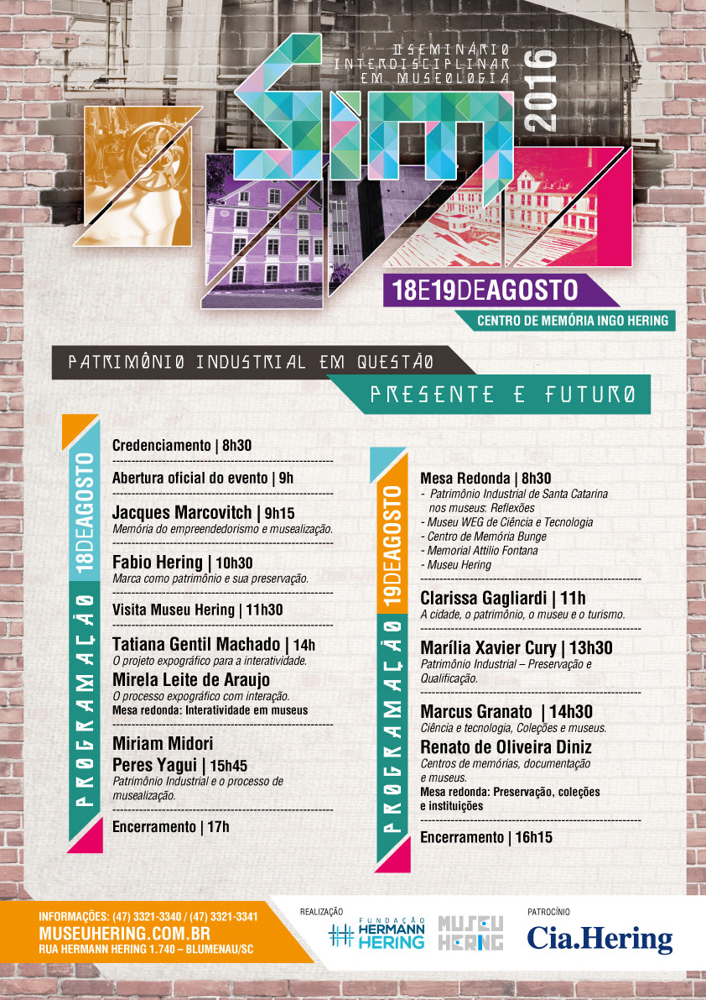 II SEMINÁRIO
INTERDISCIPLINAR
EM MUSEOLOGIA
Sim
2016
18E19DEAGOSTO
CENTRO DE MEMÓRIA INGO HERING
PATRIMÔNIO INDUSTRIAL EM QUESTÃO
PRESENTE E FUTURO
PROGRAMAÇÃO 18DEAGOSTO
Credenciamento | 8h30
Abertura oficial do evento | 9h
Jacques Marcovitch | 9h15
Memória do empreendedorismo e musealização.
Fabio Hering | 10h30
Marca como patrimônio e sua preservação.
Visita Museu Hering | 11h30
Tatiana Gentil Machado | 14h
O projeto expográfico para a interatividade.
Mirela Leite de Araujo
O processo expográfico com interação.
Mesa redonda: Interatividade em museus
Miriam Midori
Peres Yagui | 15h45
Patrimônio Industrial e o processo de
musealização.
Encerramento | 17h
PROGRAMAÇÃO 19DEAGOSTO
Mesa Redonda | 8h30
- Patrimônio Industrial de Santa Catarina
nos museus: Reflexões
- Museu WEG de Ciência e Tecnologia
- Centro de Memória Bunge
- Memorial Attilio Fontana
- Museu Hering
Clarissa Gagliardi | 11h
A cidade, o patrimônio, o museu e o turismo.
Marília Xavier Cury | 13h30
Patrimônio Industrial – Preservação e
Qualificação.
Marcus Granato | 14h30
Ciência e tecnologia, Coleções e museus.
Renato de Oliveira Diniz
Centros de memórias, documentação
e museus.
Mesa redonda: Preservação, coleções
e instituições
Encerramento | 16h15
INFORMAÇÕES: (47) 3321-3340 / (47) 3321-3341
MUSEUHERING.COM.BR
RUA HERMANN HERING 1.740 – BLUMENAU/SC
REALIZAÇÃO
FUNDAÇÃO
HERMANN
HERING
MUSEU
HERING
PATROCÍNIO
Cia.Hering